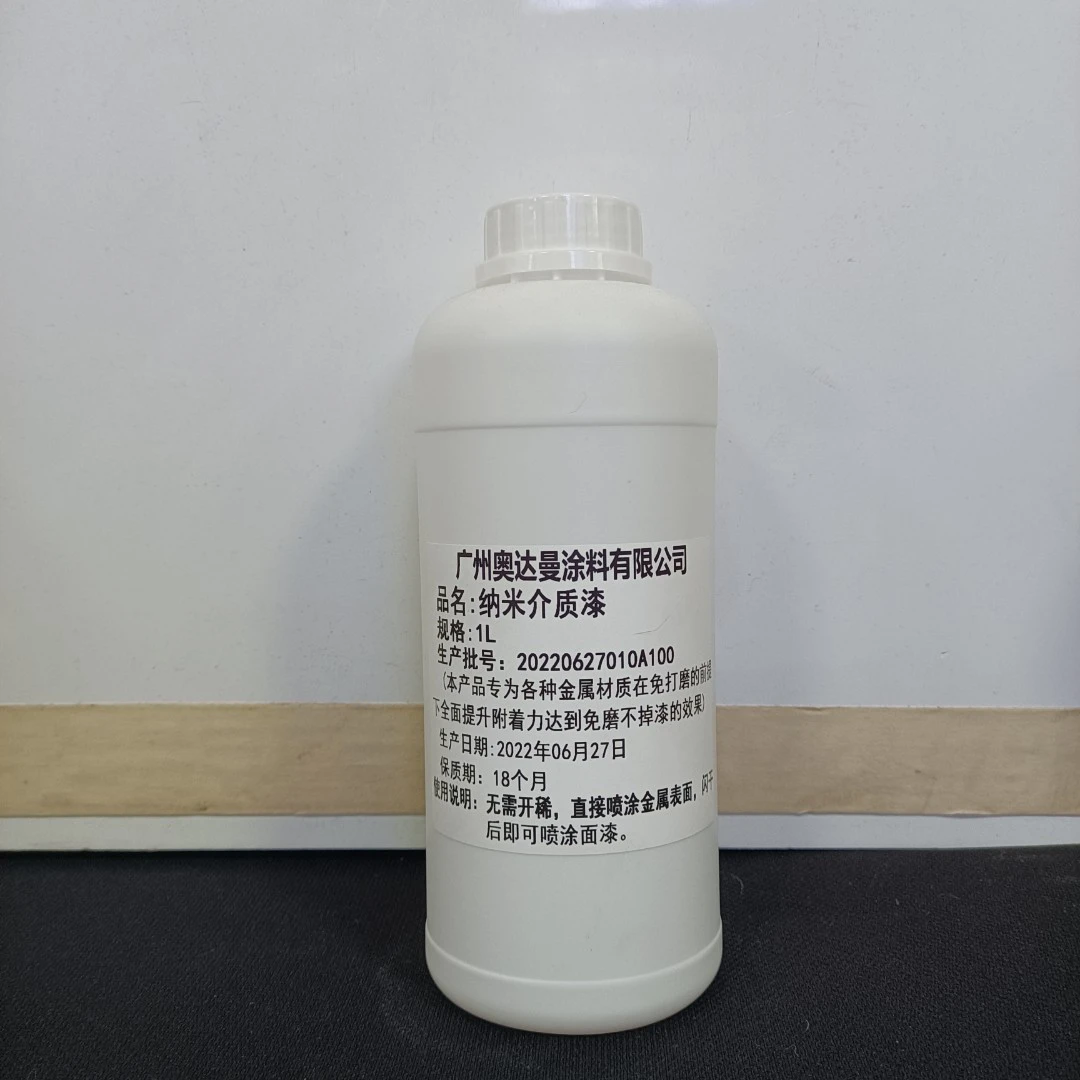 广州奥达曼涂料有限公司
品名:纳米介质漆
规格:1L
生产批号：20220627010A100
(本产品专为各种金属材质在免打磨的前提
下全面提升附着力达到免磨不掉漆的效果)
生产日期:2022年06月27日
保质期：18个月
使用说明：无需开稀，直接喷涂金属表面，闪干
后即可喷涂面漆。